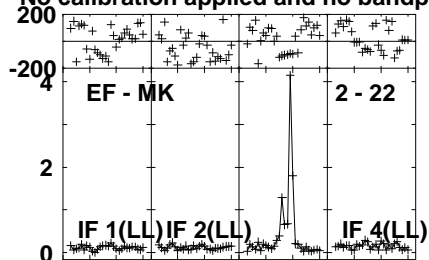 No calibration applied and no bandp
200
-200
4
EF - MK
2 - 22
2
IF 1(LL)
IF 2(LL)
IF 4(LL)
0